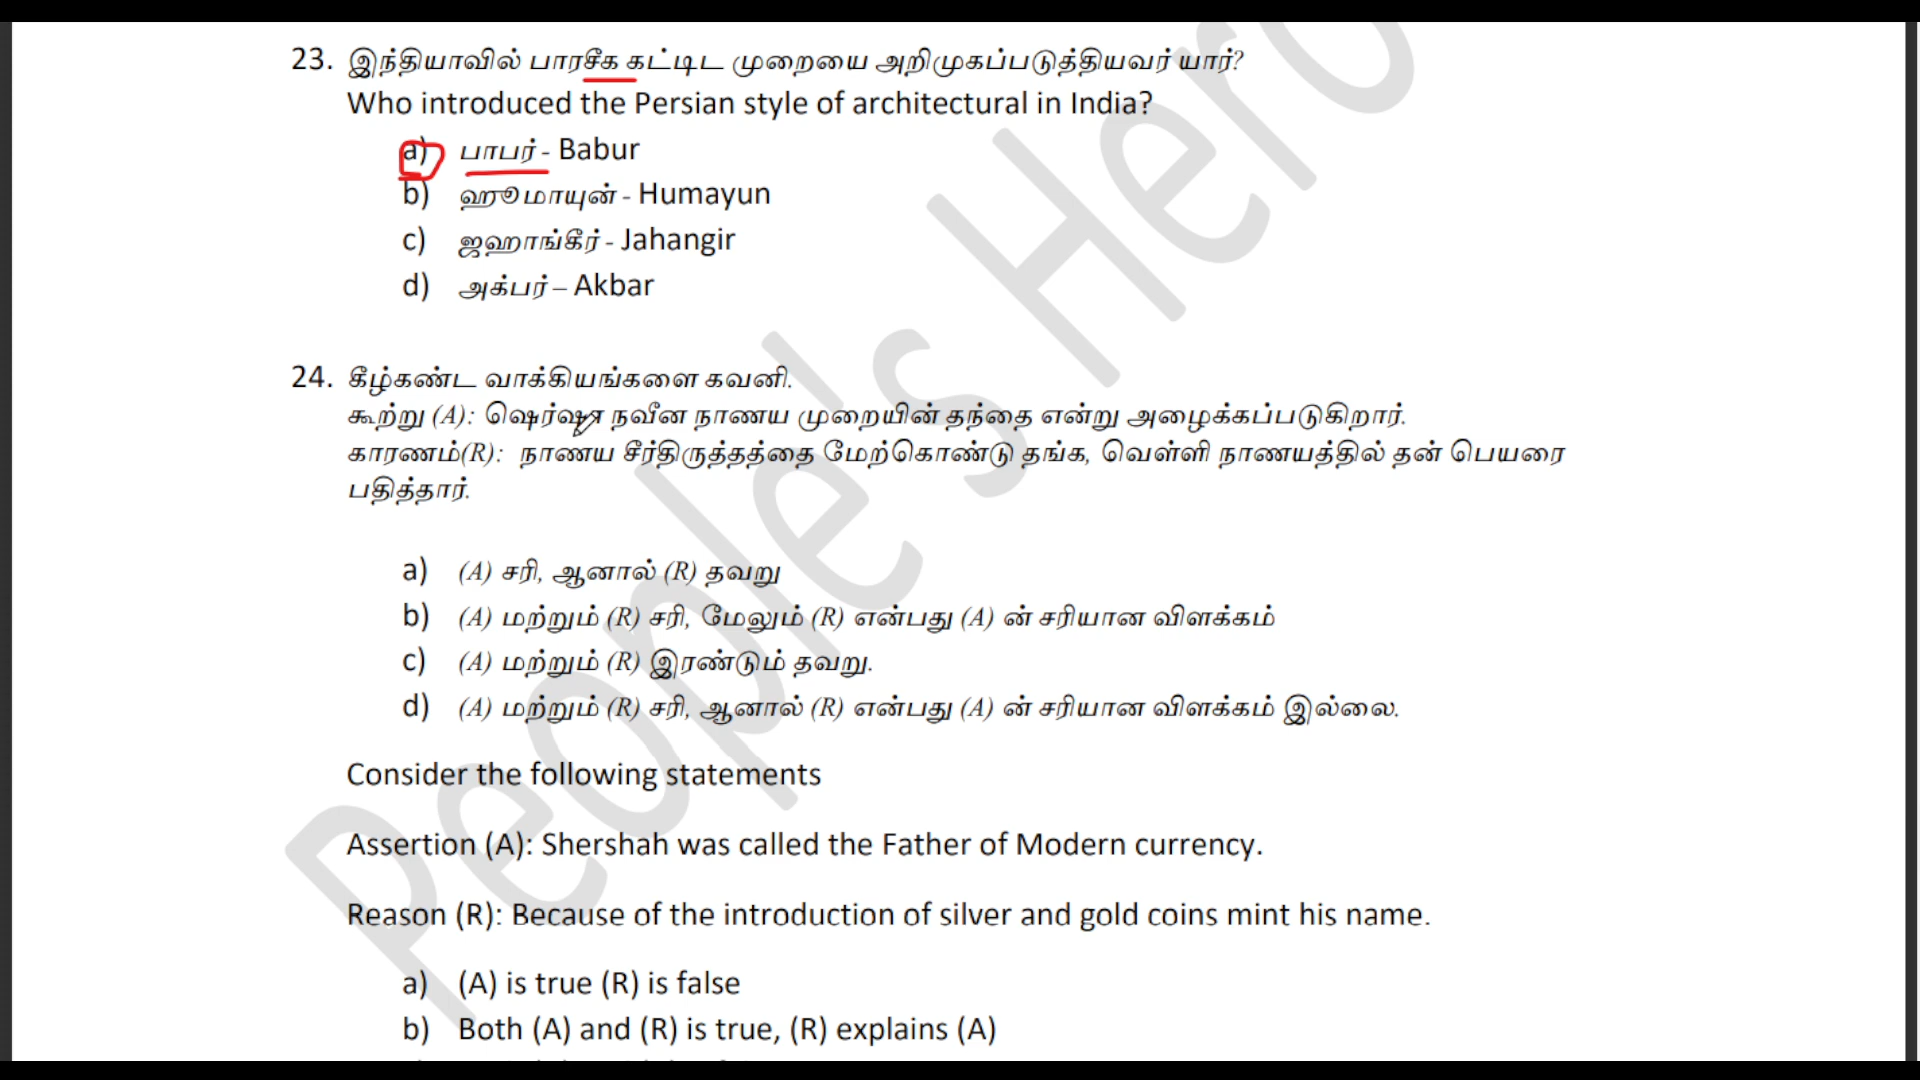 23. இந்தியாவில் பாரசீக கட்டிட முறையை அறிமுகப்படுத்தியவர் யார்?
Who introduced the Persian style of architectural in India?
a) பாபர் - Babur
b) ஹூமாயுன் - Humayun
c) ஜஹாங்கீர் - Jahangir
d) அக்பர் – Akbar
24. கீழ்கண்ட வாக்கியங்களை கவனி.
கூற்று (A): ஷெர்ஷா நவீன நாணய முறையின் தந்தை என்று அழைக்கப்படுகிறார்.
காரணம்(R): நாணய சீர்திருத்தத்தை மேற்கொண்டு தங்க, வெள்ளி நாணயத்தில் தன் பெயரை
பதித்தார்.
a) (A) சரி, ஆனால் (R) தவறு
b) (A) மற்றும் (R) சரி, மேலும் (R) என்பது (A) ன் சரியான விளக்கம்
c) (A) மற்றும் (R) இரண்டும் தவறு.
d) (A) மற்றும் (R) சரி, ஆனால் (R) என்பது (A) ன் சரியான விளக்கம் இல்லை.
Consider the following statements
Assertion (A): Shershah was called the Father of Modern currency.
Reason (R): Because of the introduction of silver and gold coins mint his name.
a) (A) is true (R) is false
b) Both (A) and (R) is true, (R) explains (A)
People's Hero